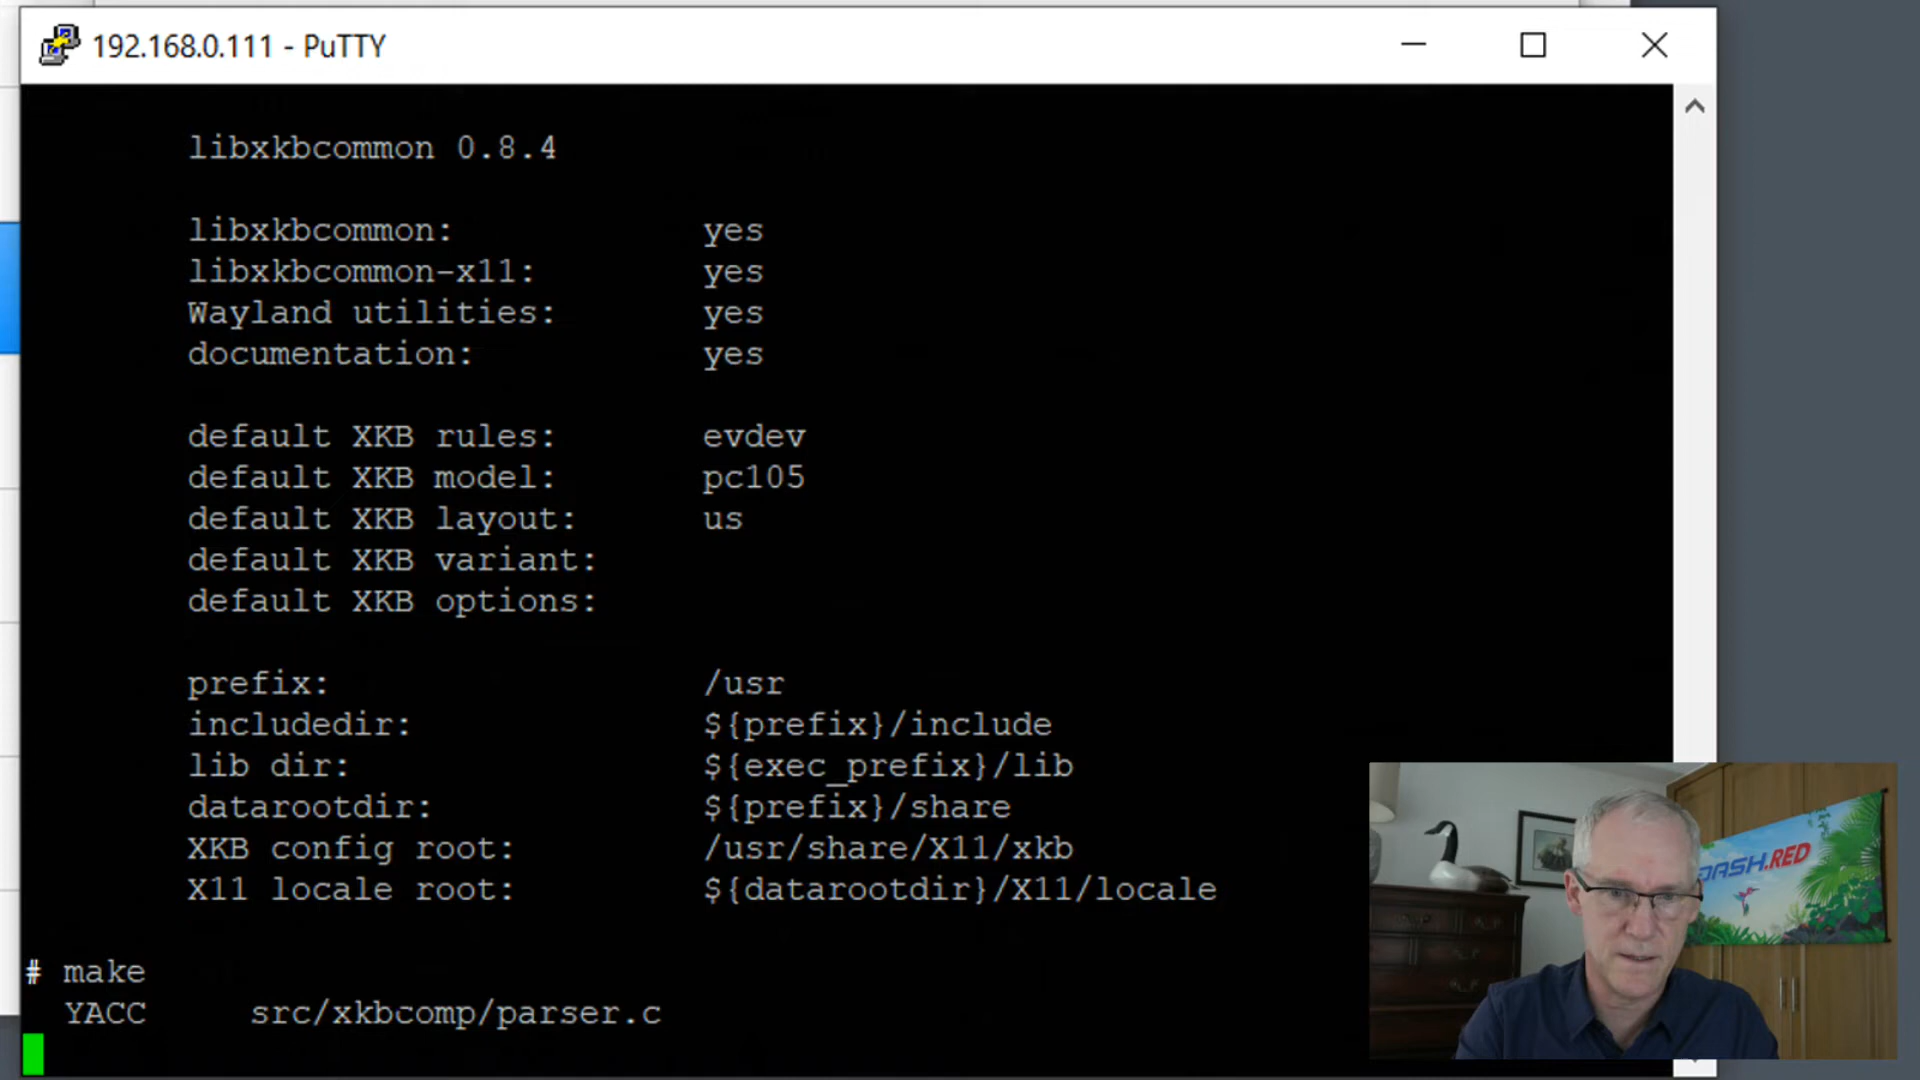 192.168.0.111 - PuTTY
libxkbcommon 0.8.4
libxkbcommon: yes
libxkbcommon-x11: yes
Wayland utilities: yes
documentation: yes
default XKB rules: evdev
default XKB model: pc105
default XKB layout: us
default XKB variant:
default XKB options:
prefix: /usr
includedir: ${prefix}/include
lib dir: ${exec_prefix}/lib
datarootdir: ${prefix}/share
XKB config root: /usr/share/X11/xkb
X11 locale root: ${datarootdir}/X11/locale
# make
YACC src/xkbcomp/parser.c
DASH.RED